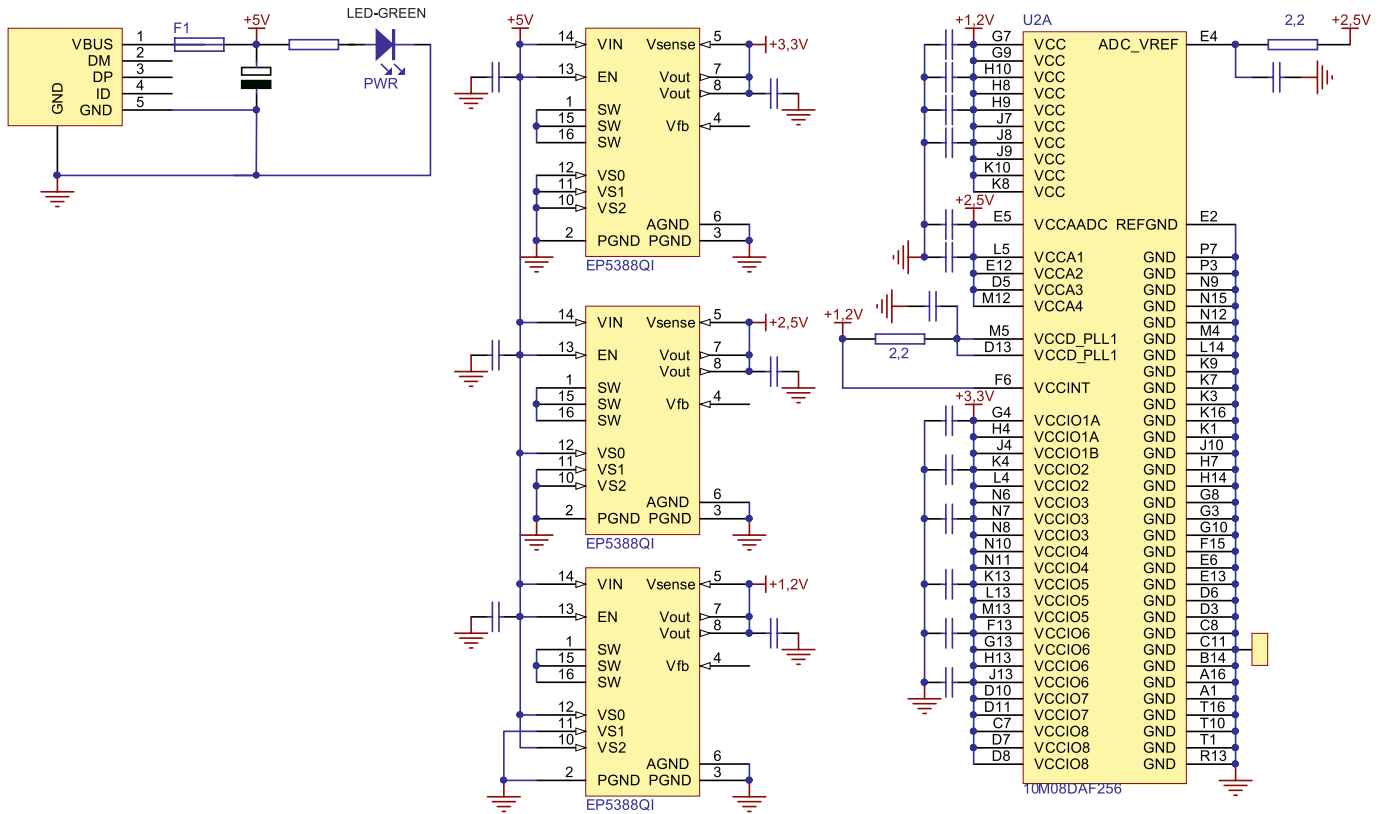 LED-GREEN
F1
+5V
PWR
VBUS 1
DM 2
DP 3
ID 4
GND 5
GND
+5V
14 VIN Vsense 5 +3,3V
13 EN Vout 7
Vout 8
1 SW
15 SW Vfb 4
16 SW
12 VS0
11 VS1
10 VS2
AGND 6
2 PGND PGND 3
EP5388QI
14 VIN Vsense 5 +2,5V
13 EN Vout 7
Vout 8
1 SW
15 SW Vfb 4
16 SW
12 VS0
11 VS1
10 VS2
AGND 6
2 PGND PGND 3
EP5388QI
14 VIN Vsense 5 +1,2V
13 EN Vout 7
Vout 8
1 SW
15 SW Vfb 4
16 SW
12 VS0
11 VS1
10 VS2
AGND 6
2 PGND PGND 3
EP5388QI
+1,2V U2A 2,2 +2,5V
G7 VCC ADC_VREF E4
G9 VCC
H10 VCC
H8 VCC
H9 VCC
J7 VCC
J8 VCC
J9 VCC
K10 VCC
K8 VCC
+2,5V
E5 VCCAADC REFGND E2
L5 VCCA1 GND P7
E12 VCCA2 GND P3
D5 VCCA3 GND N9
M12 VCCA4 GND N15
+1,2V
GND N12
M5 VCCD_PLL1 GND M4
2,2
D13 VCCD_PLL1 GND L14
GND K9
F6 VCCINT GND K7
+3,3V
GND K3
G4 VCCIO1A GND K16
H4 VCCIO1A GND K1
J4 VCCIO1B GND J10
K4 VCCIO2 GND H7
L4 VCCIO2 GND H14
N6 VCCIO3 GND G8
N7 VCCIO3 GND G3
N8 VCCIO3 GND G10
N10 VCCIO4 GND F15
N11 VCCIO4 GND E6
K13 VCCIO5 GND E13
L13 VCCIO5 GND D6
M13 VCCIO5 GND D3
F13 VCCIO6 GND C8
G13 VCCIO6 GND C11
H13 VCCIO6 GND B14
J13 VCCIO6 GND A16
D10 VCCIO7 GND A1
D11 VCCIO7 GND T16
C7 VCCIO8 GND T10
D7 VCCIO8 GND T1
D8 VCCIO8 GND R13
10M08DAF256